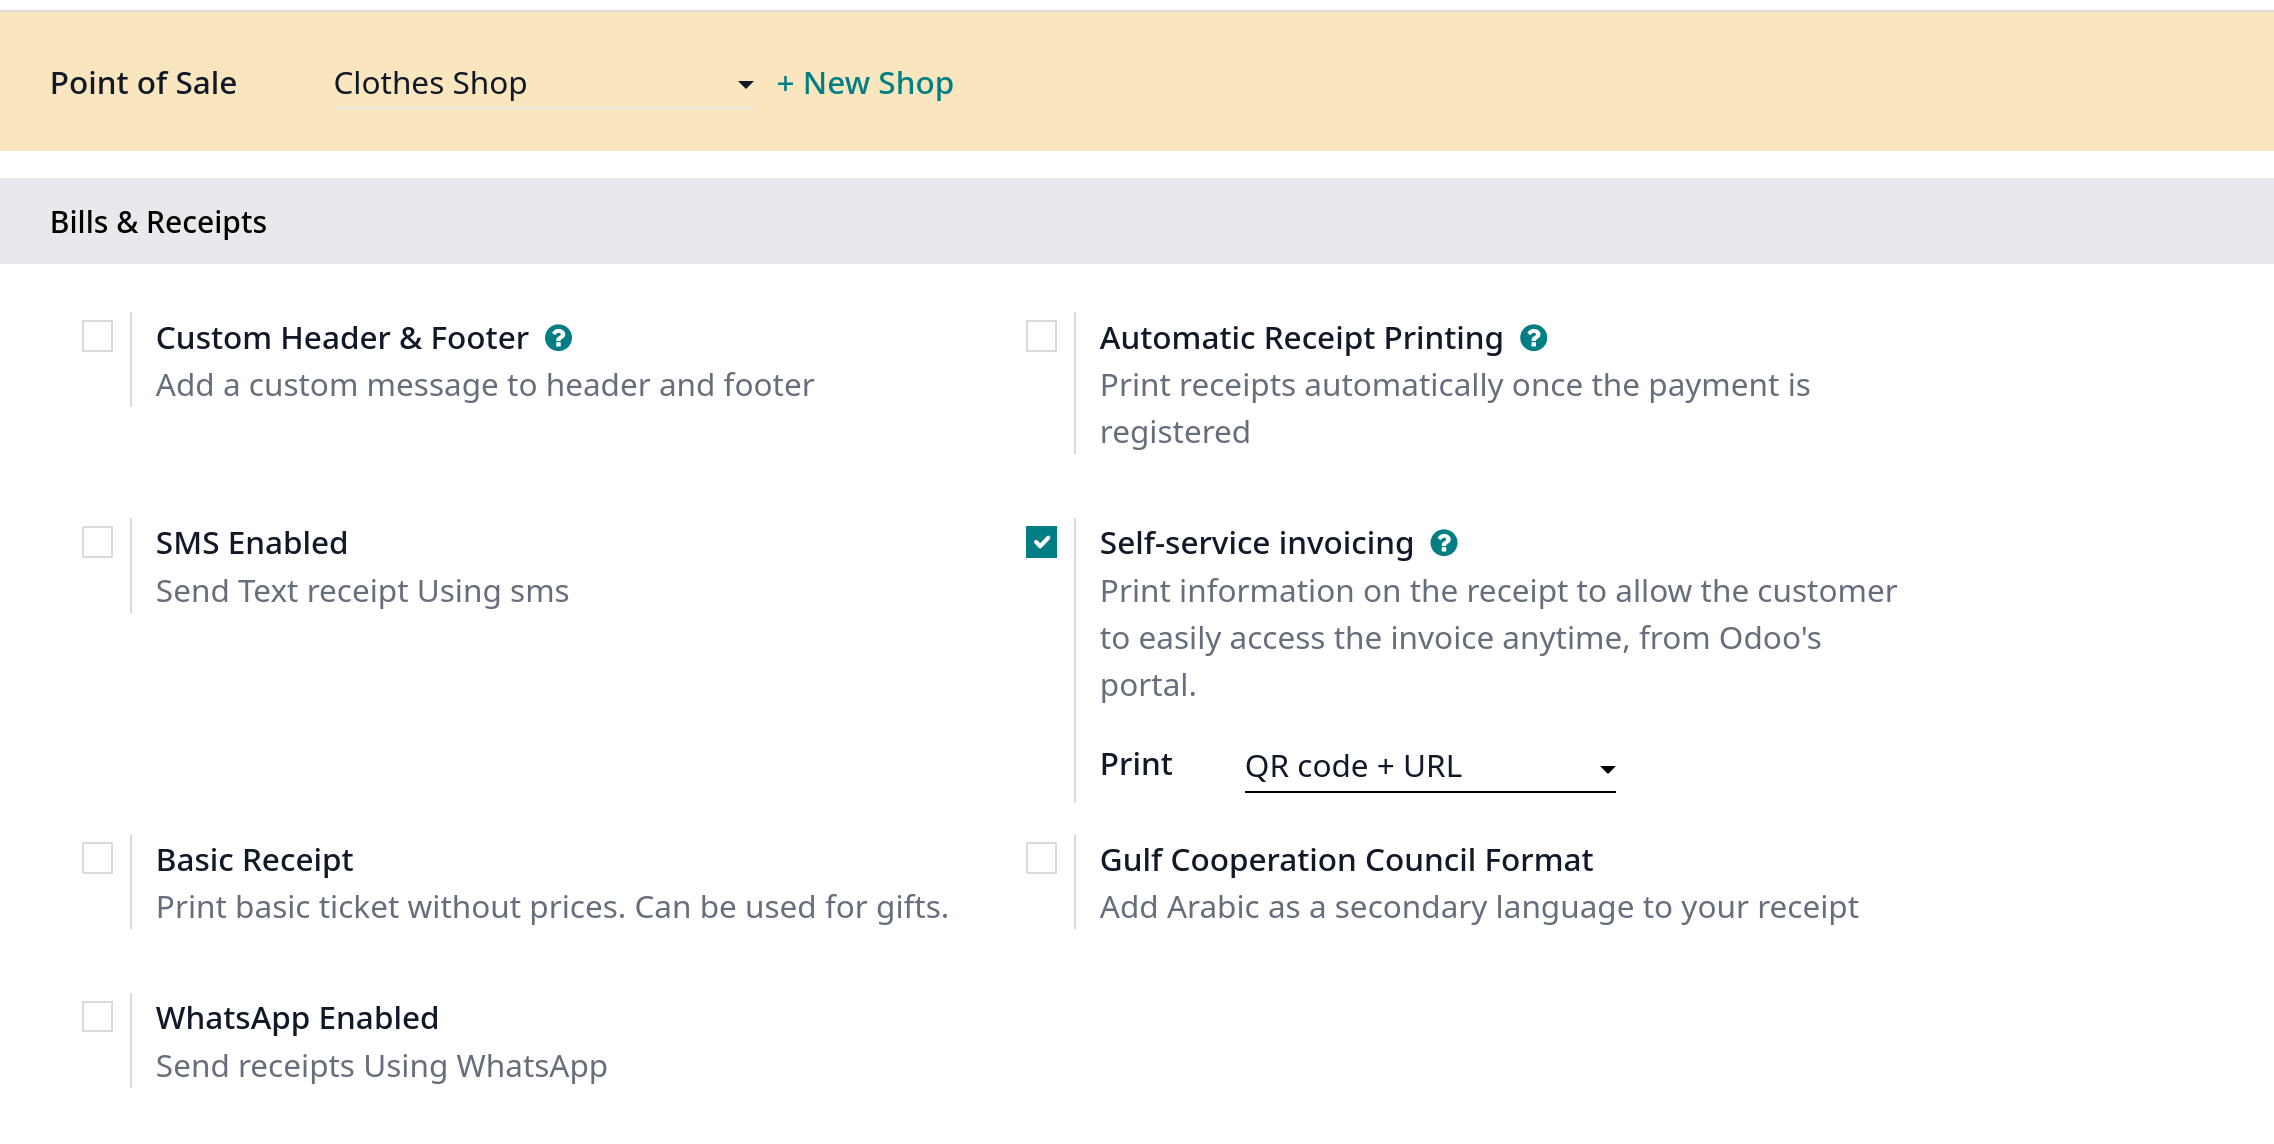 Point of Sale Clothes Shop + New Shop
Bills & Receipts
Custom Header & Footer
Add a custom message to header and footer
Automatic Receipt Printing
Print receipts automatically once the payment is
registered
SMS Enabled
Send Text receipt Using sms
Self-service invoicing
Print information on the receipt to allow the customer
to easily access the invoice anytime, from Odoo's
portal.
Print QR code + URL
Basic Receipt
Print basic ticket without prices. Can be used for gifts.
Gulf Cooperation Council Format
Add Arabic as a secondary language to your receipt
WhatsApp Enabled
Send receipts Using WhatsApp